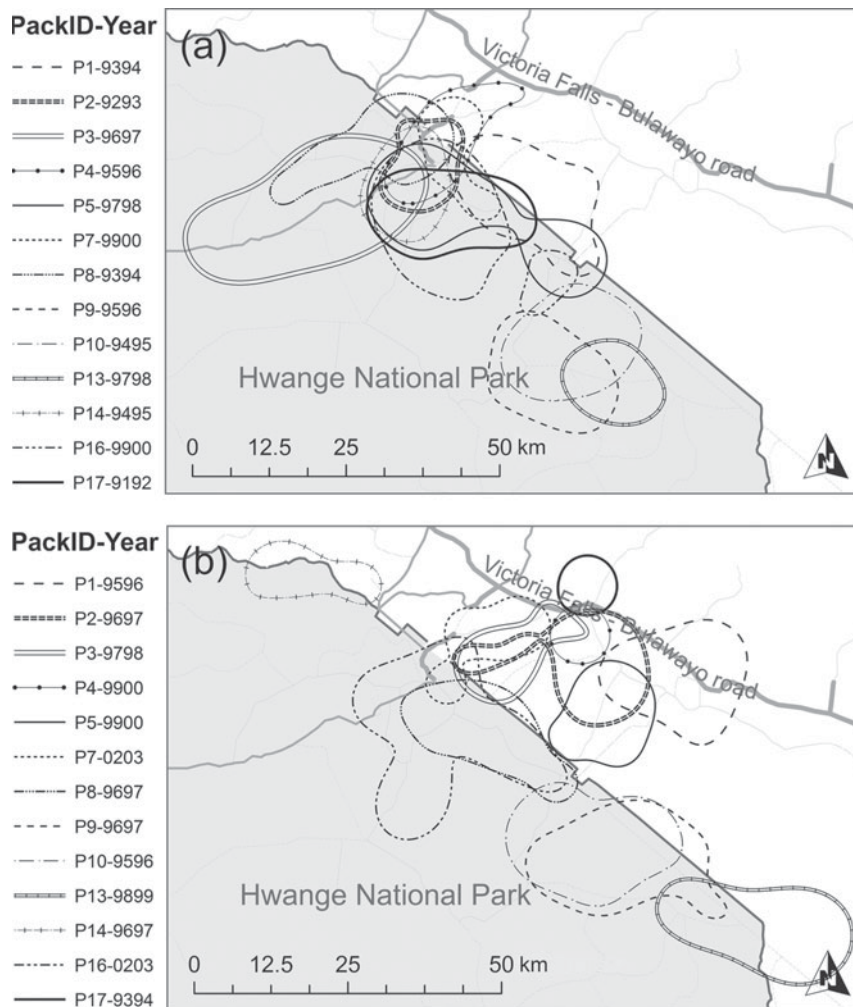 PackID-Year
(a)
Victoria Falls - Bulawayo road
P1-9394
P2-9293
P3-9697
P4-9596
P5-9798
P7-9900
P8-9394
P9-9596
P10-9495
P13-9798
P14-9495
P16-9900
P17-9192
Hwange National Park
0 12.5 25 50 km
N
PackID-Year
(b)
Victoria Falls - Bulawayo road
P1-9596
P2-9697
P3-9798
P4-9900
P5-9900
P7-0203
P8-9697
P9-9697
P10-9596
P13-9899
P14-9697
P16-0203
P17-9394
Hwange National Park
0 12.5 25 50 km
N